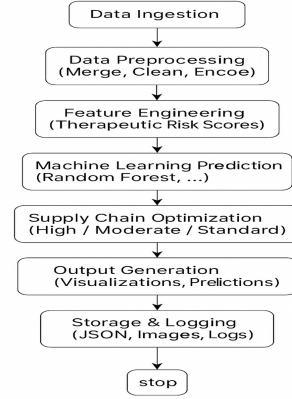 Data Ingestion
Data Preprocessing
(Merge, Clean, Encoe)
Feature Engineering
(Therapeutic Risk Scores)
Machine Learning Prediction
(Random Forest, ...)
Supply Chain Optimization
(High / Moderate / Standard)
Output Generation
(Visualizations, Prelictions)
Storage & Logging
(JSON, Images, Logs)
stop